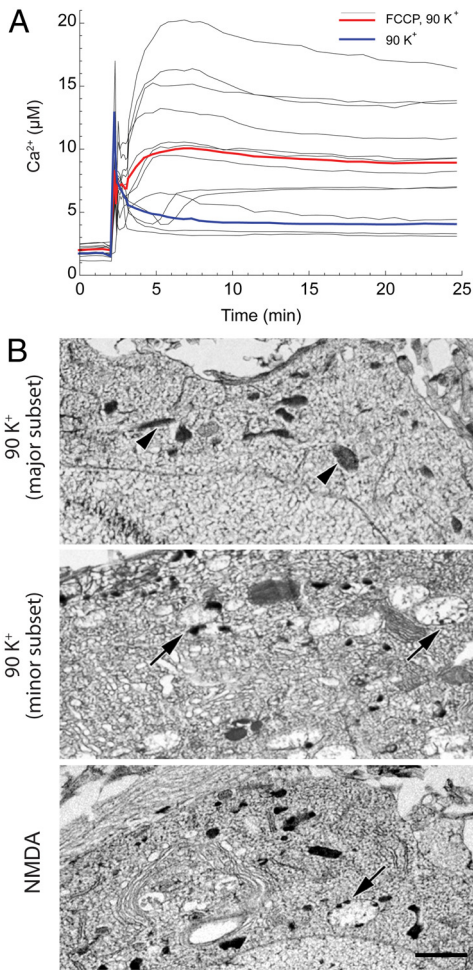 A
20
15
10
5
0
Ca²⁺ (µM)
FCCP, 90 K⁺
90 K⁺
0 5 10 15 20 25
Time (min)
B
90 K⁺
(major subset)
90 K⁺
(minor subset)
NMDA